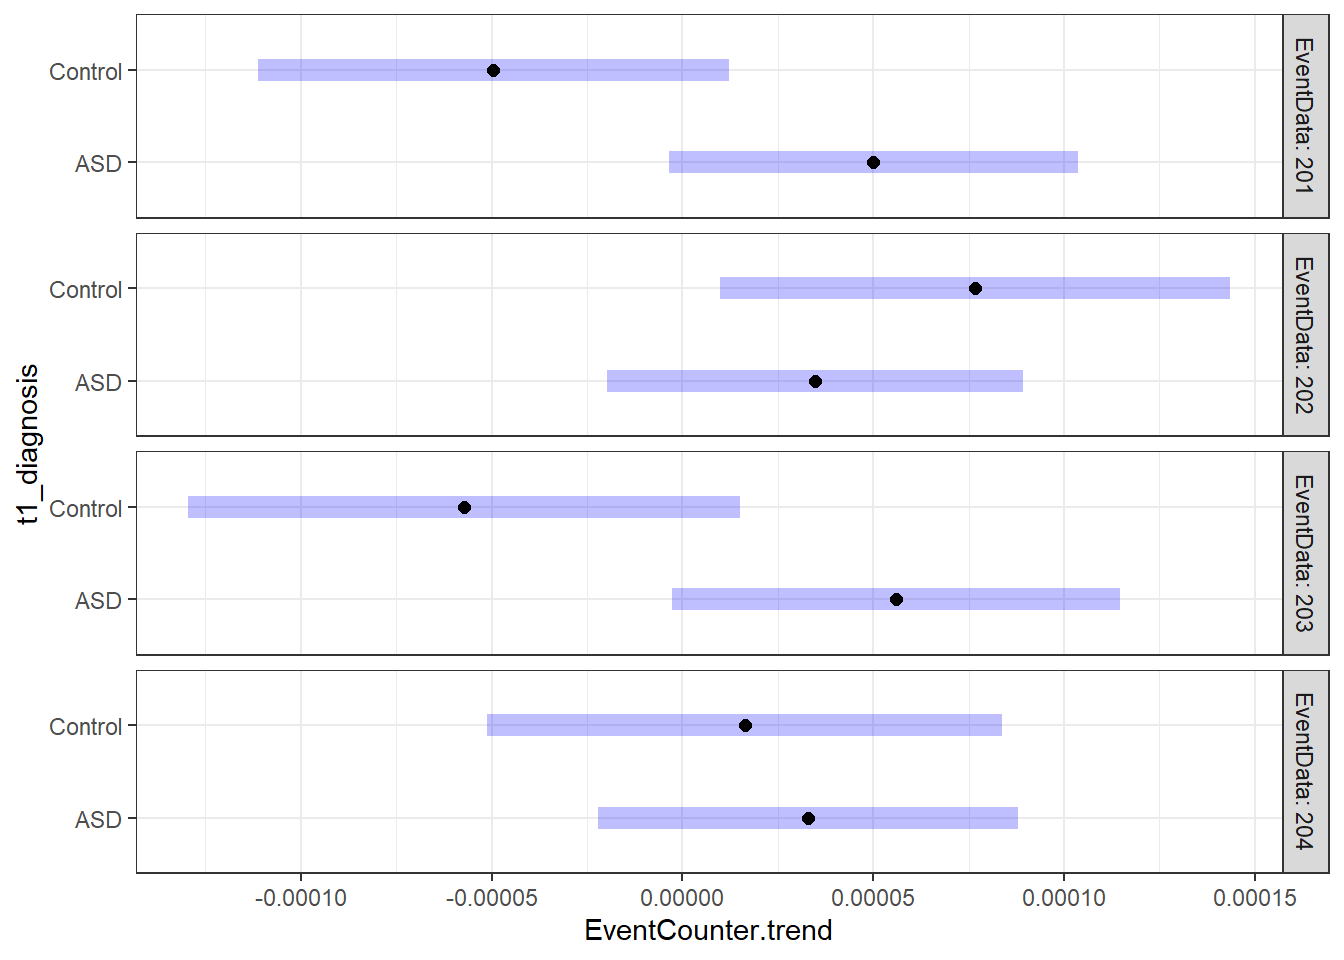 Control
ASD
EventData: 201
Control
ASD
EventData: 202
Control
ASD
EventData: 203
Control
ASD
EventData: 204
t1_diagnosis
-0.00010
-0.00005
0.00000
0.00005
0.00010
0.00015
EventCounter.trend